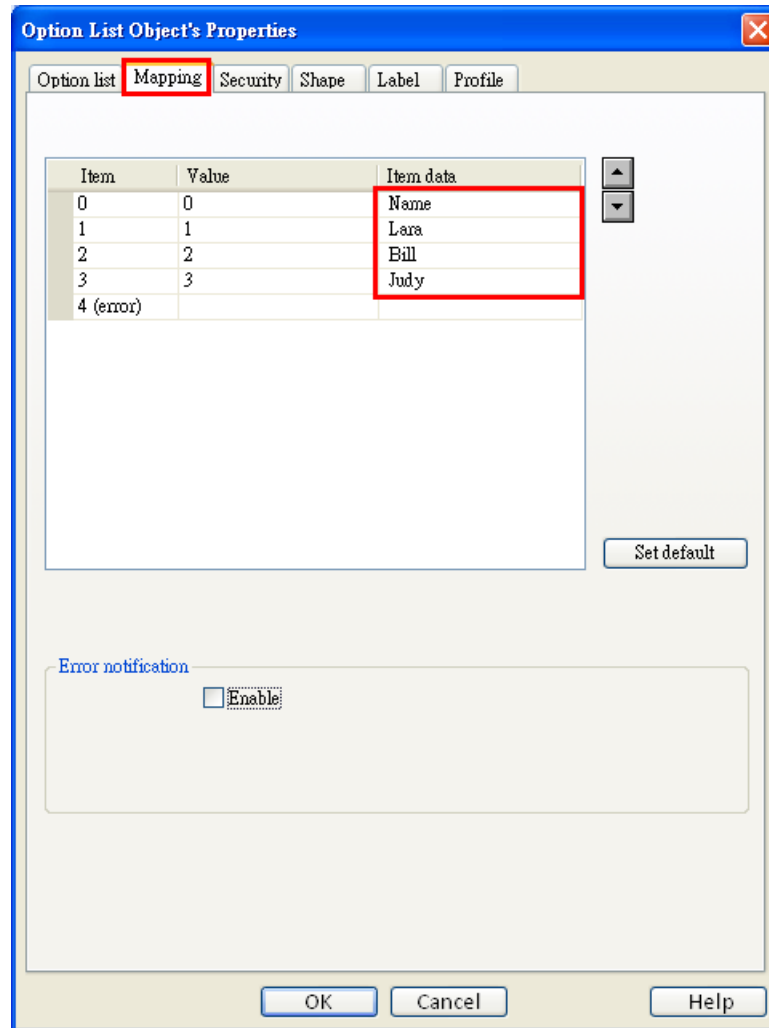 Option List Object's Properties
Option list Mapping Security Shape Label Profile
Item Value Item data
0 0 Name
1 1 Lara
2 2 Bill
3 3 Judy
4 (error)
Set default
Error notification
Enable
OK Cancel Help